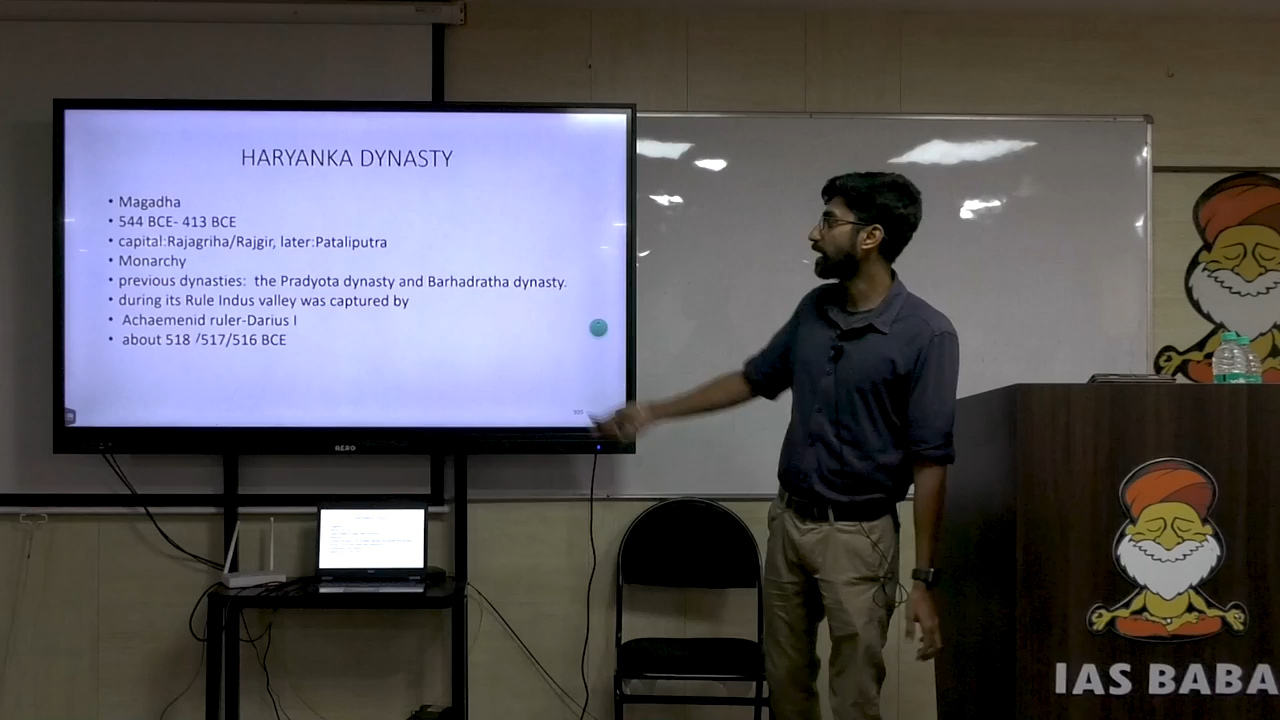 HARYANKA DYNASTY
• Magadha
• 544 BCE- 413 BCE
• capital:Rajagriha/Rajgir, later:Pataliputra
• Monarchy
• previous dynasties:  the Pradyota dynasty and Barhadratha dynasty.
• during its Rule Indus valley was captured by
• Achaemenid ruler-Darius I
• about 518 /517/516 BCE
AERO
IAS BABA